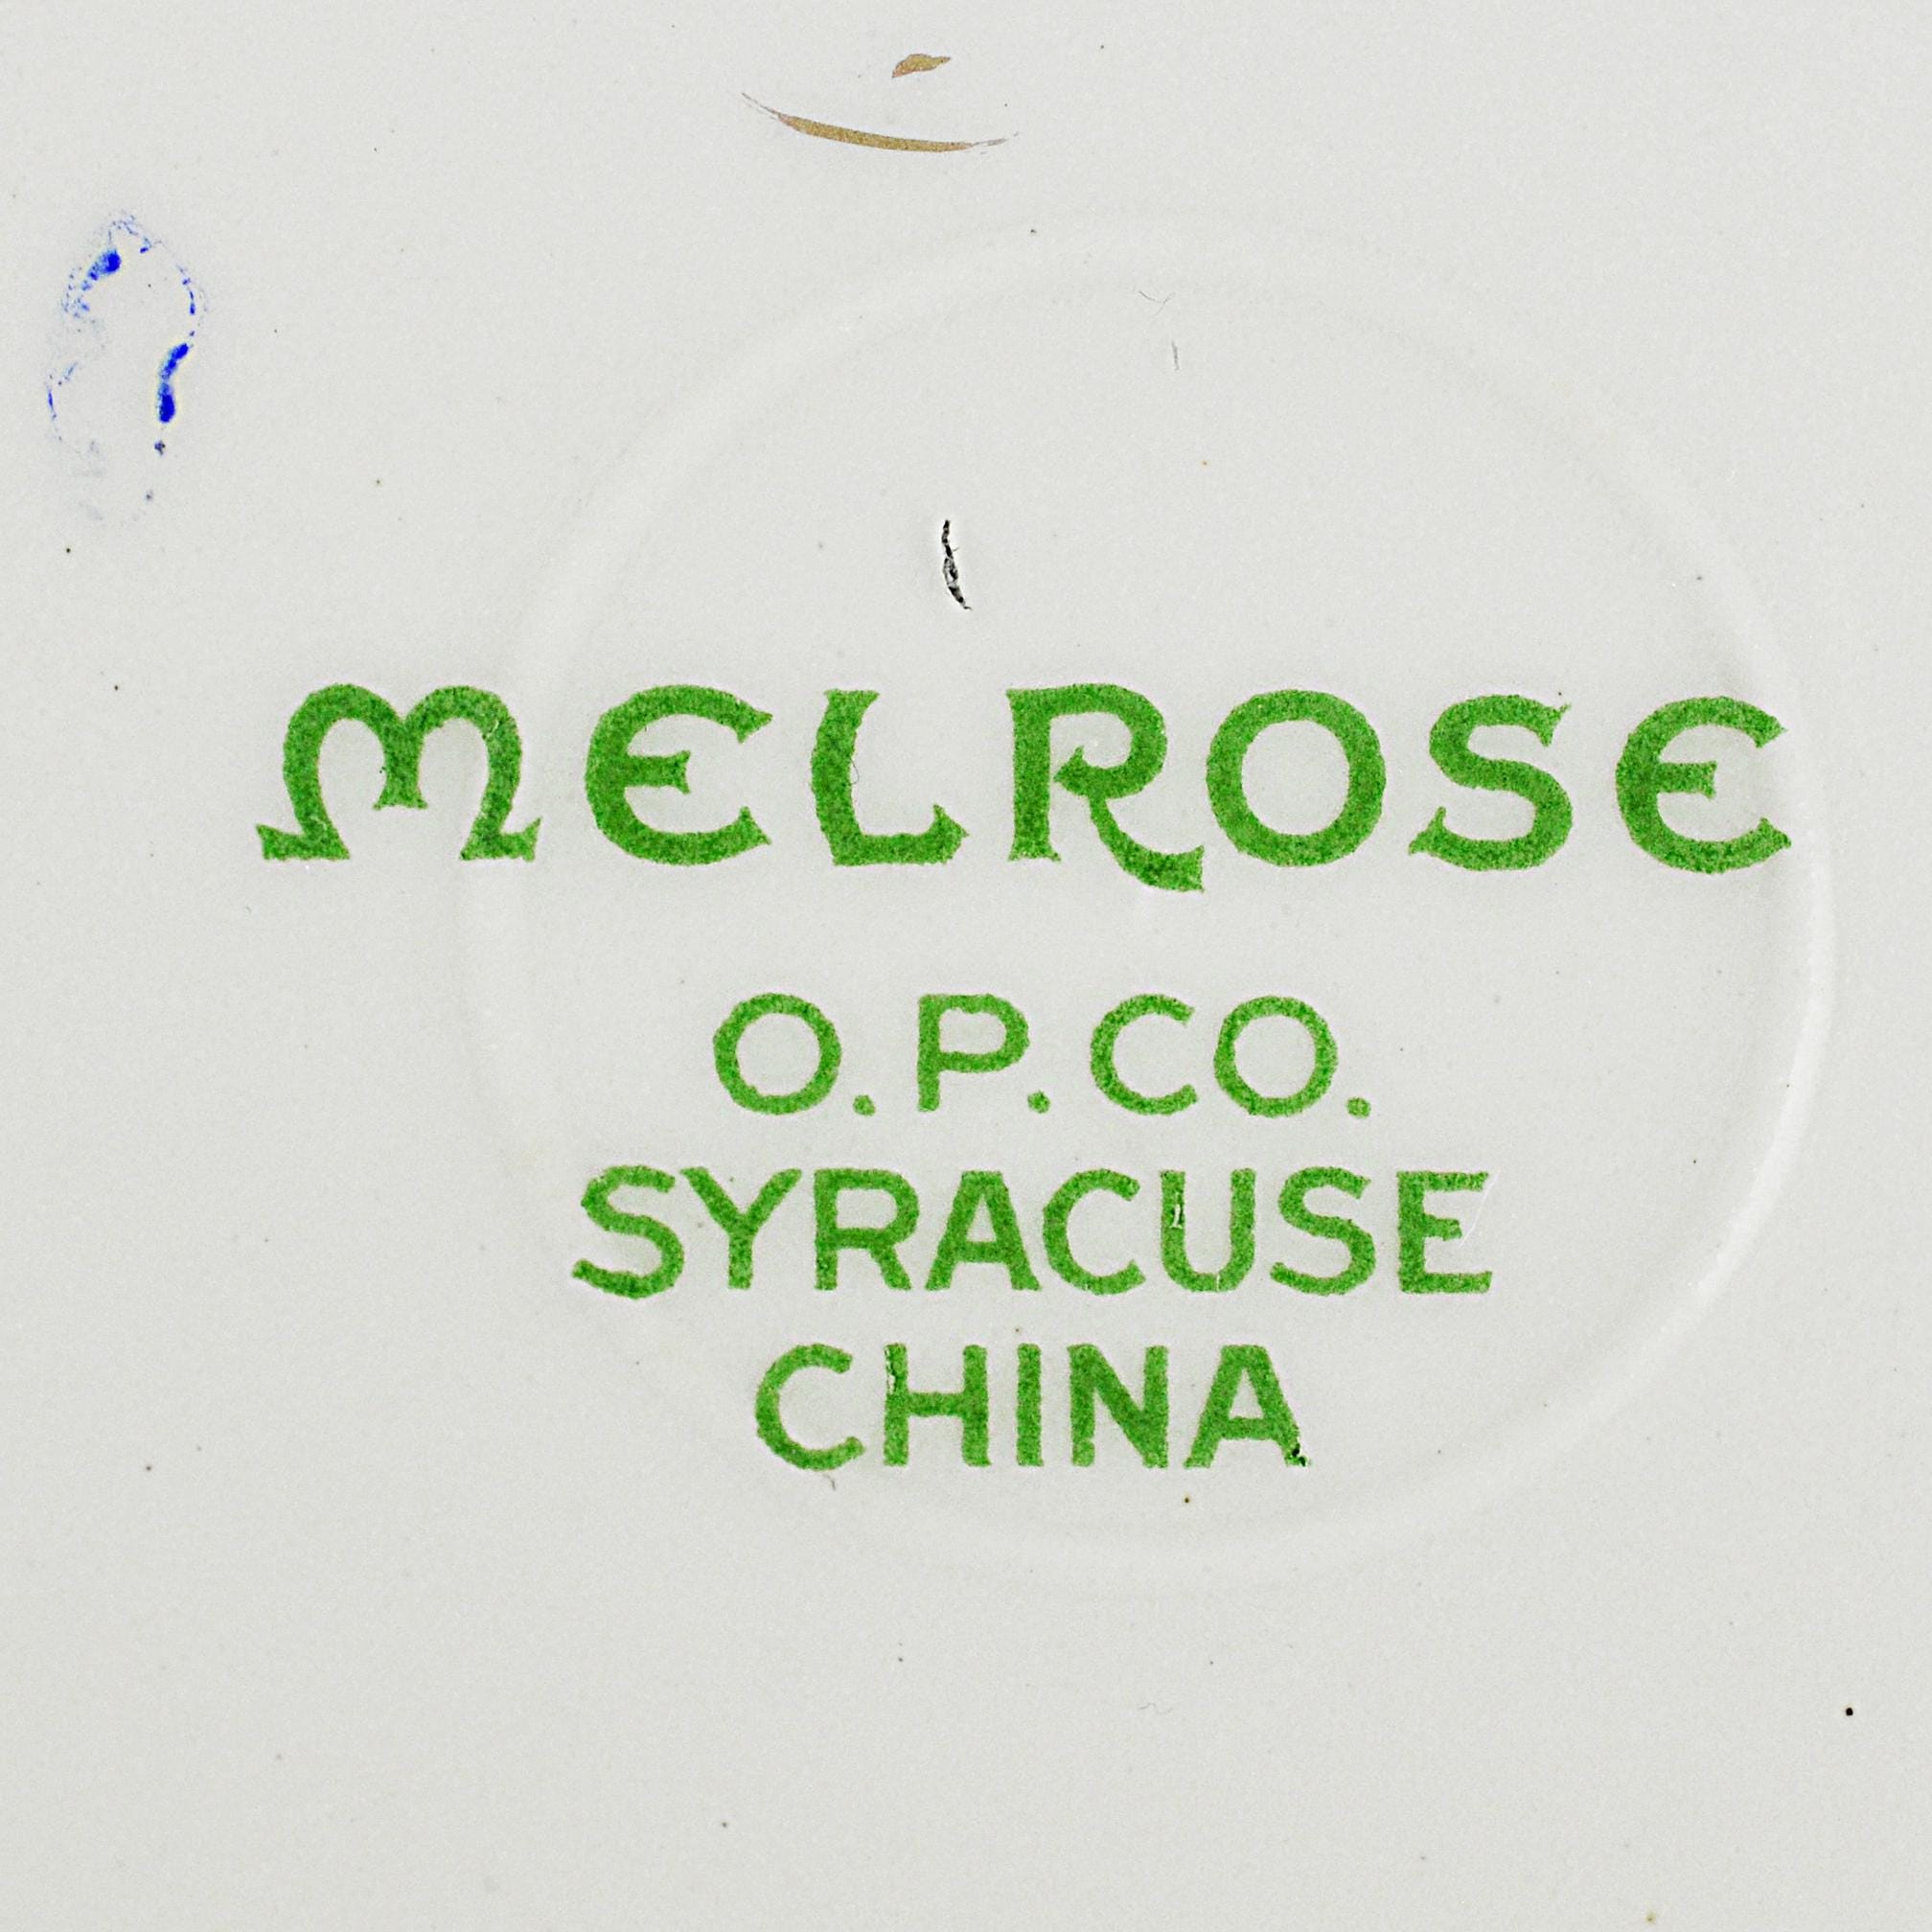 MELROSE
O.P.CO.
SYRACUSE
CHINA